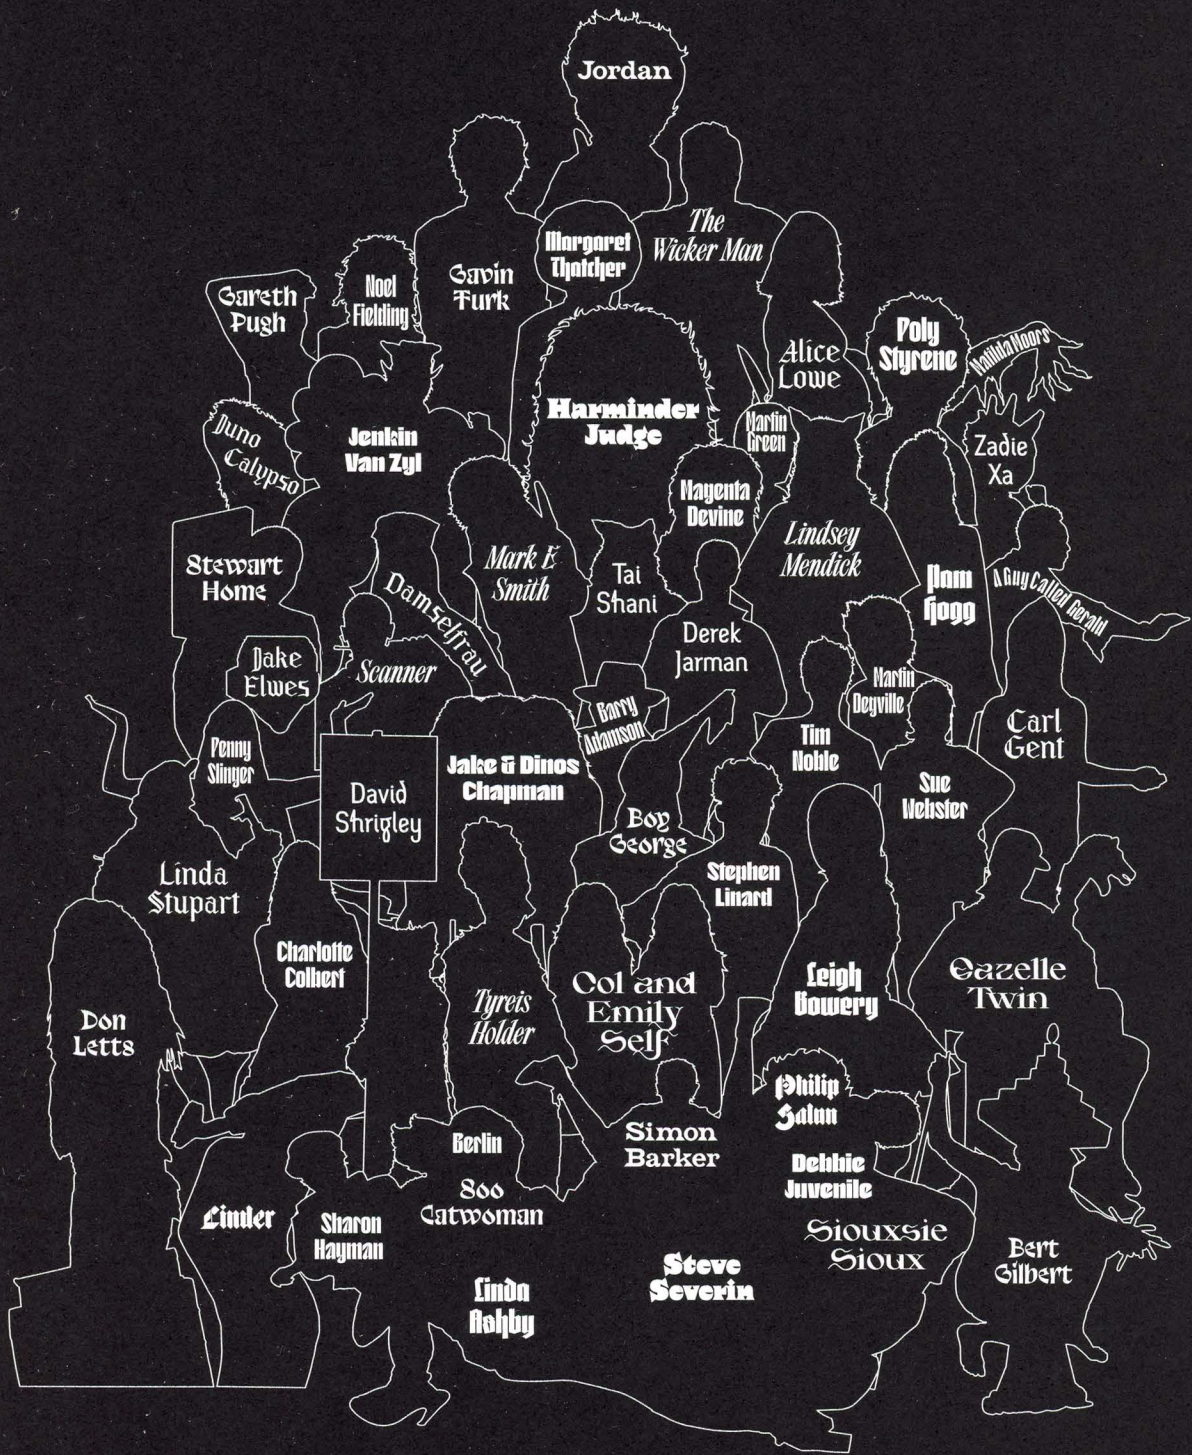 Jordan
The
Wicker Man
Margaret
Thatcher
Gavin
Turk
Noel
Fielding
Gareth
Pugh
Alice
Lowe
Poly
Styrene
Matilda Moors
Harminder
Judge
Martin
Green
Jenkin
Van Zyl
Juno
Calypso
Zadie
Xa
Magenta
Devine
Lindsey
Mendick
Mark E
Smith
Tai
Shani
Stewart
Home
Damselfrau
Pam
Hogg
A Guy Called Gerald
Derek
Jarman
Jake
Elwes
Scanner
Martin
Degville
Barry
Adamson
Carl
Gent
Tim
Noble
Penny
Slinger
Jake & Dinos
Chapman
David
Shrigley
Sue
Webster
Boy
George
Linda
Stupart
Stephen
Linard
Charlotte
Colbert
Leigh
Bowery
Gazelle
Twin
Col and
Emily
Self
Tyreis
Holder
Don
Letts
Philip
Salon
Simon
Barker
Berlin
Debbie
Juvenile
800
Catwoman
Linder
Sharon
Hayman
Siouxsie
Sioux
Bert
Gilbert
Steve
Severin
Linda
Ashby